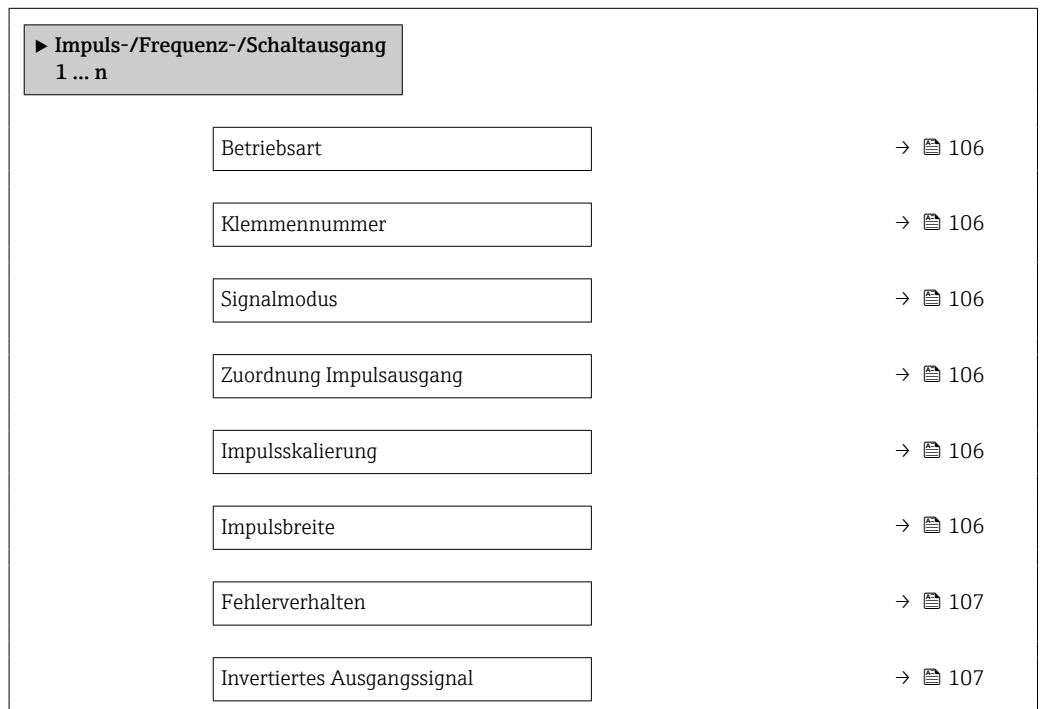 ▶ Impuls-/Frequenz-/Schaltausgang
1 … n
Betriebsart → 106
Klemmennummer → 106
Signalmodus → 106
Zuordnung Impulsausgang → 106
Impulsskalierung → 106
Impulsbreite → 106
Fehlerverhalten → 107
Invertiertes Ausgangssignal → 107